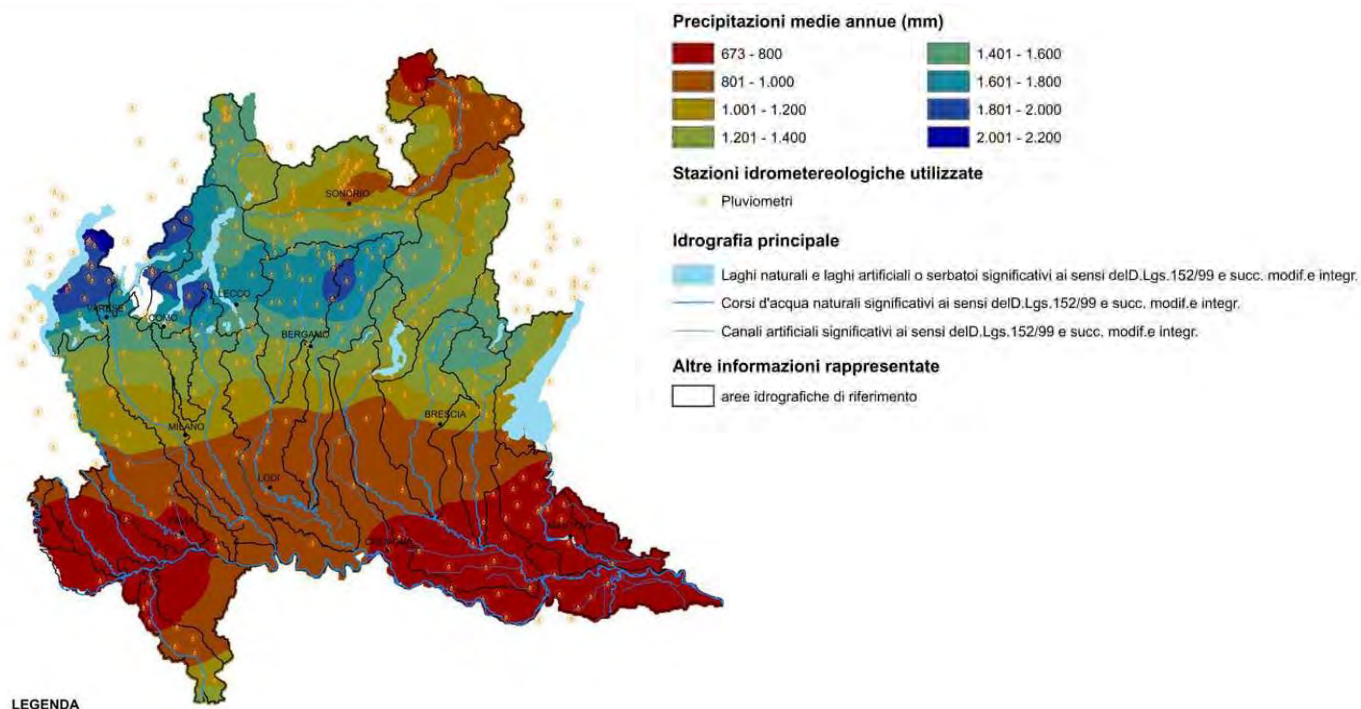 Precipitazioni medie annue (mm)
673 - 800
801 - 1.000
1.001 - 1.200
1.201 - 1.400
1.401 - 1.600
1.601 - 1.800
1.801 - 2.000
2.001 - 2.200
Stazioni idrometereologiche utilizzate
Pluviometri
Idrografia principale
Laghi naturali e laghi artificiali o serbatoi significativi ai sensi delD.Lgs.152/99 e succ. modif.e integr.
Corsi d'acqua naturali significativi ai sensi delD.Lgs.152/99 e succ. modif.e integr.
Canali artificiali significativi ai sensi delD.Lgs.152/99 e succ. modif.e integr.
Altre informazioni rappresentate
aree idrografiche di riferimento
SONDRIO
LECCO
VARESE
COMO
BERGAMO
BRESCIA
MILANO
LODI
PAVIA
CREMONA
MANTOVA
LEGENDA